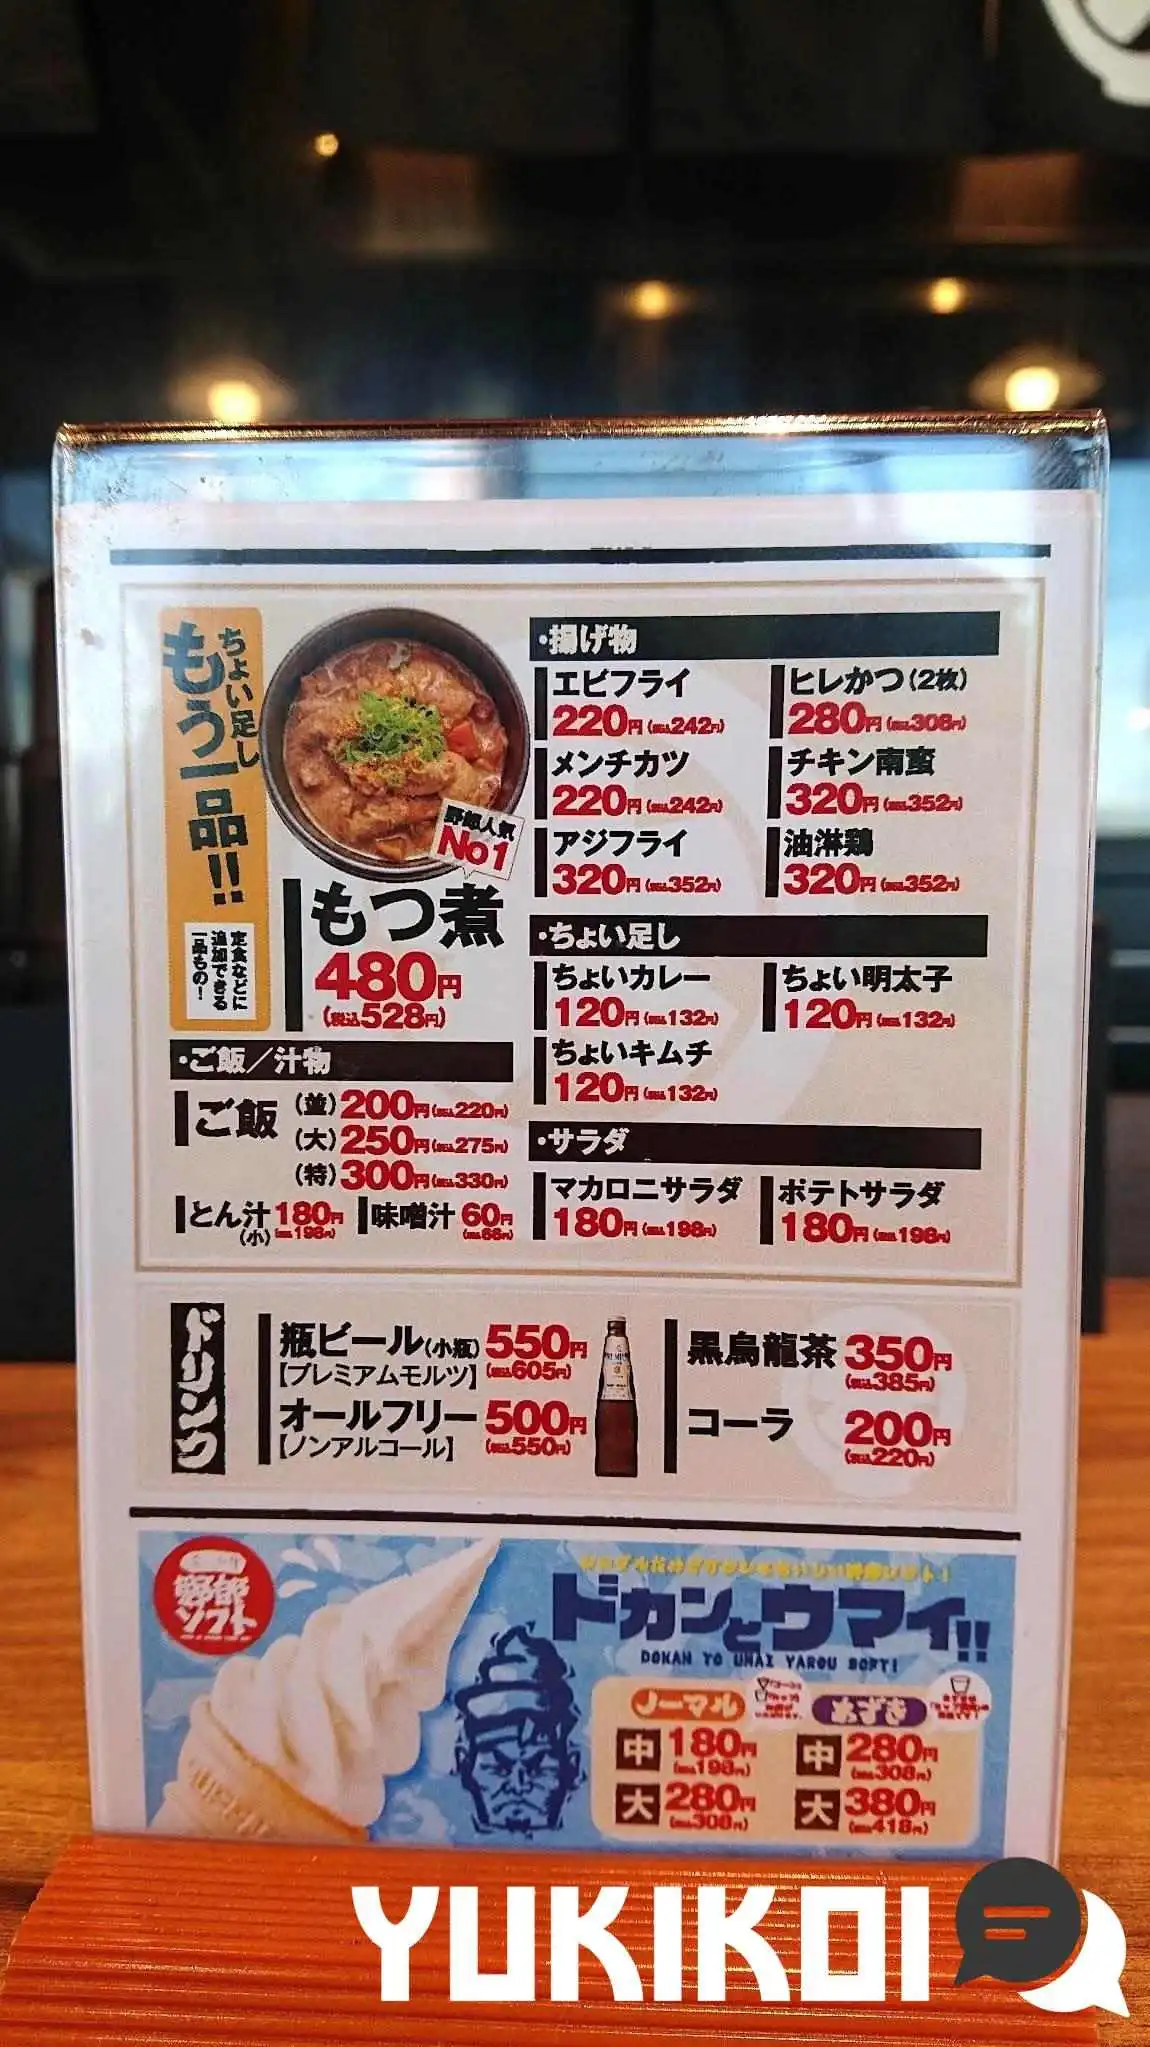 ちょい足し
もう一品!!
定食などに
追加できる
一品もの!
野郎人気
No1
もつ煮
480円
(税込528円)
・ご飯/汁物
ご飯 (並) 200円(税込220円)
(大) 250円(税込275円)
(特) 300円(税込330円)
とん汁(小) 180円(税込198円)
味噌汁 60円(税込66円)
・揚げ物
エビフライ
220円(税込242円)
ヒレかつ(2枚)
280円(税込308円)
メンチカツ
220円(税込242円)
チキン南蛮
320円(税込352円)
アジフライ
320円(税込352円)
油淋鶏
320円(税込352円)
・ちょい足し
ちょいカレー
120円(税込132円)
ちょい明太子
120円(税込132円)
ちょいキムチ
120円(税込132円)
・サラダ
マカロニサラダ
180円(税込198円)
ポテトサラダ
180円(税込198円)
ドリンク
瓶ビール(小瓶) 550円
【プレミアムモルツ】 (税込605円)
オールフリー 500円
【ノンアルコール】 (税込550円)
黒烏龍茶 350円
(税込385円)
コーラ 200円
(税込220円)
野郎
ソフト
ドカンとウマイ!!
DOKAN TO UMAI YAROU SOFT!
ノーマル
中 180円
(税込198円)
大 280円
(税込308円)
めずき
中 280円
(税込308円)
大 380円
(税込418円)
YUKIKOI